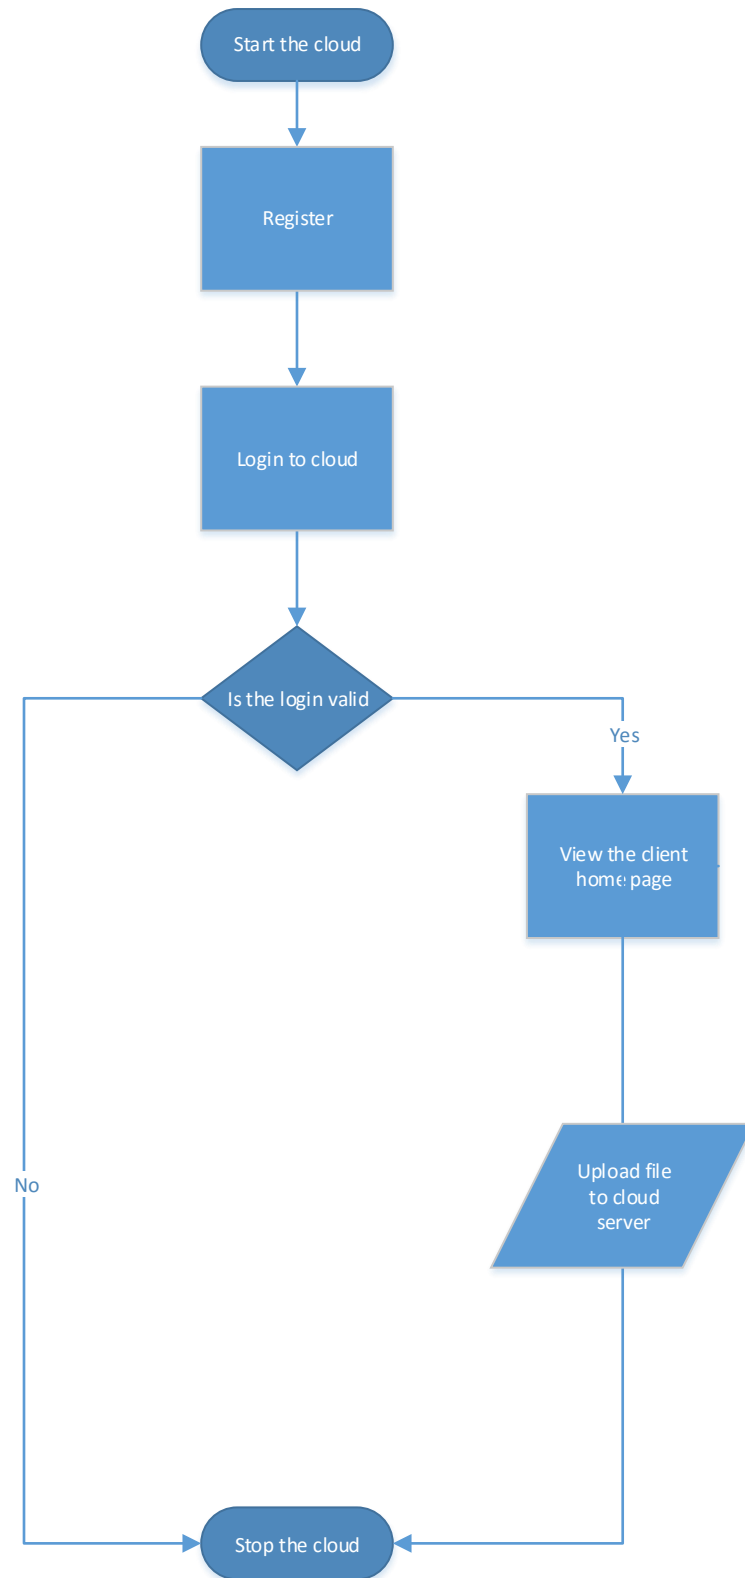 Start the cloud
Register
Login to cloud
Is the login valid
Yes
View the client
home page
No
Upload file
to cloud
server
Stop the cloud